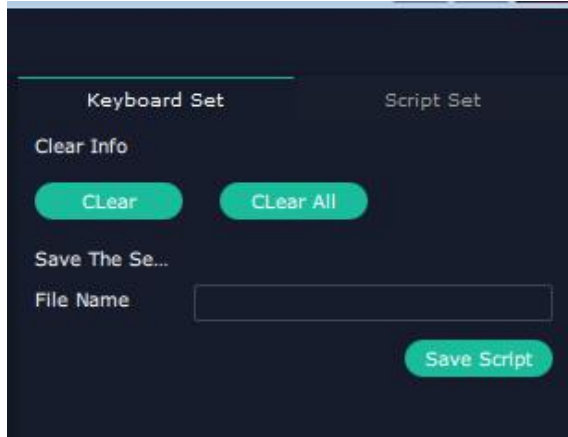 Keyboard Set Script Set
Clear Info
CLear CLear All
Save The Se...
File Name
Save Script